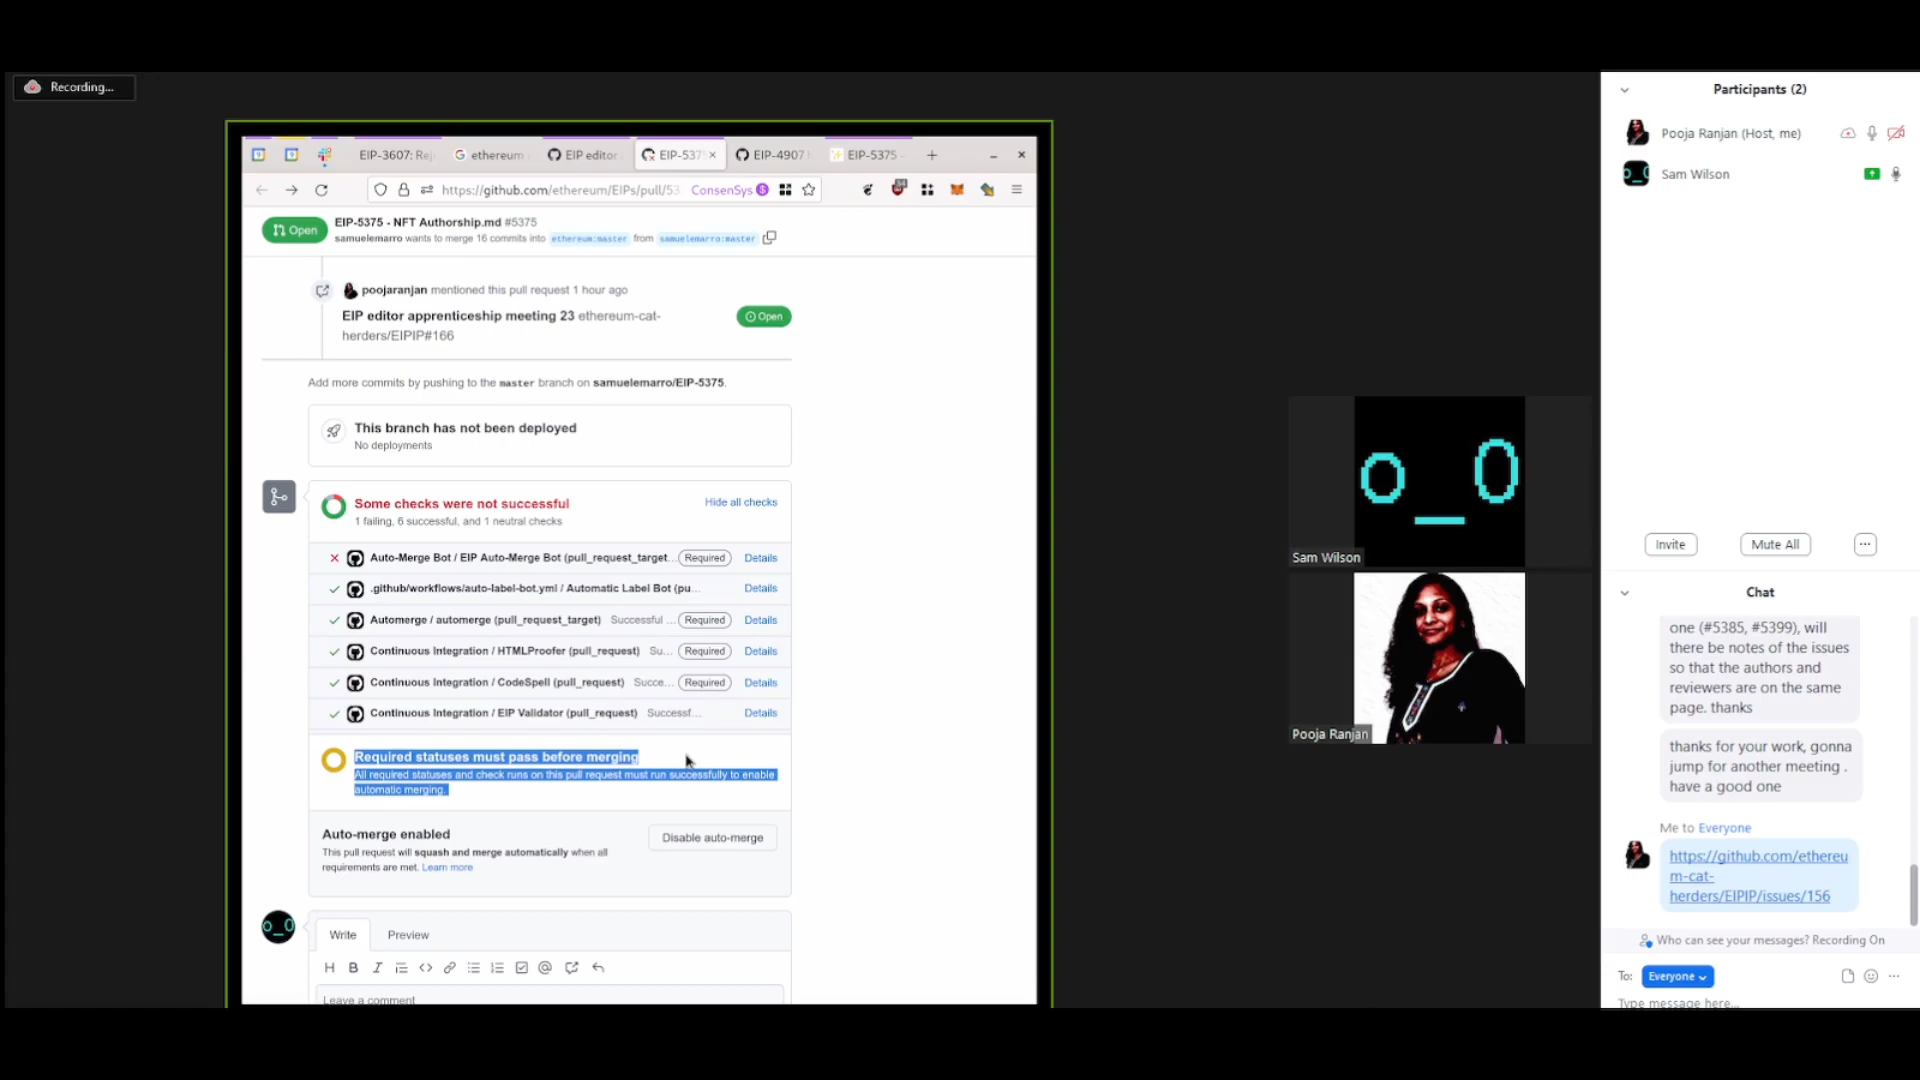 Recording...
EIP-3607: Rej
ethereum
EIP editor
EIP-5375
EIP-4907
EIP-5375 -
https://github.com/ethereum/EIPs/pull/53
ConsenSys
Open
EIP-5375 - NFT Authorship.md #5375
samuelemarro wants to merge 16 commits into ethereum:master from samuelemarro:master
poojaranjan mentioned this pull request 1 hour ago
EIP editor apprenticeship meeting 23 ethereum-cat-
herders/EIPIP#166
Open
Add more commits by pushing to the master branch on samuelemarro/EIP-5375.
This branch has not been deployed
No deployments
Some checks were not successful
Hide all checks
1 failing, 6 successful, and 1 neutral checks
Auto-Merge Bot / EIP Auto-Merge Bot (pull_request_target... Required Details
.github/workflows/auto-label-bot.yml / Automatic Label Bot (pu... Details
Automerge / automerge (pull_request_target) Successful ... Required Details
Continuous Integration / HTMLProofer (pull_request) Su... Required Details
Continuous Integration / CodeSpell (pull_request) Succe... Required Details
Continuous Integration / EIP Validator (pull_request) Successf... Details
Required statuses must pass before merging
All required statuses and check runs on this pull request must run successfully to enable
automatic merging.
Auto-merge enabled
Disable auto-merge
This pull request will squash and merge automatically when all
requirements are met. Learn more
Write
Preview
Leave a comment
Sam Wilson
Pooja Ranjan
Participants (2)
Pooja Ranjan (Host, me)
Sam Wilson
Invite
Mute All
Chat
one (#5385, #5399), will
there be notes of the issues
so that the authors and
reviewers are on the same
page. thanks
thanks for your work, gonna
jump for another meeting .
have a good one
Me to Everyone
https://github.com/ethereu
m-cat-
herders/EIPIP/issues/156
Who can see your messages? Recording On
To: Everyone
Type message here...